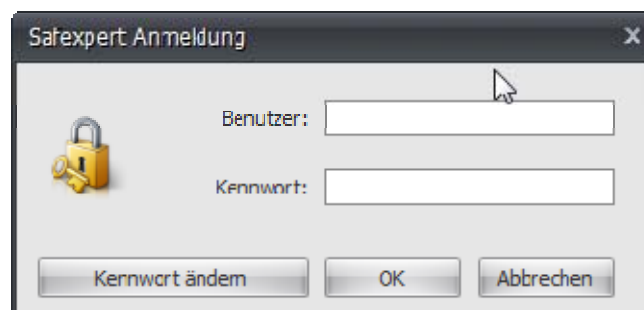 Safexpert Anmeldung
Benutzer:
Kennwort:
Kennwort ändern OK Abbrechen